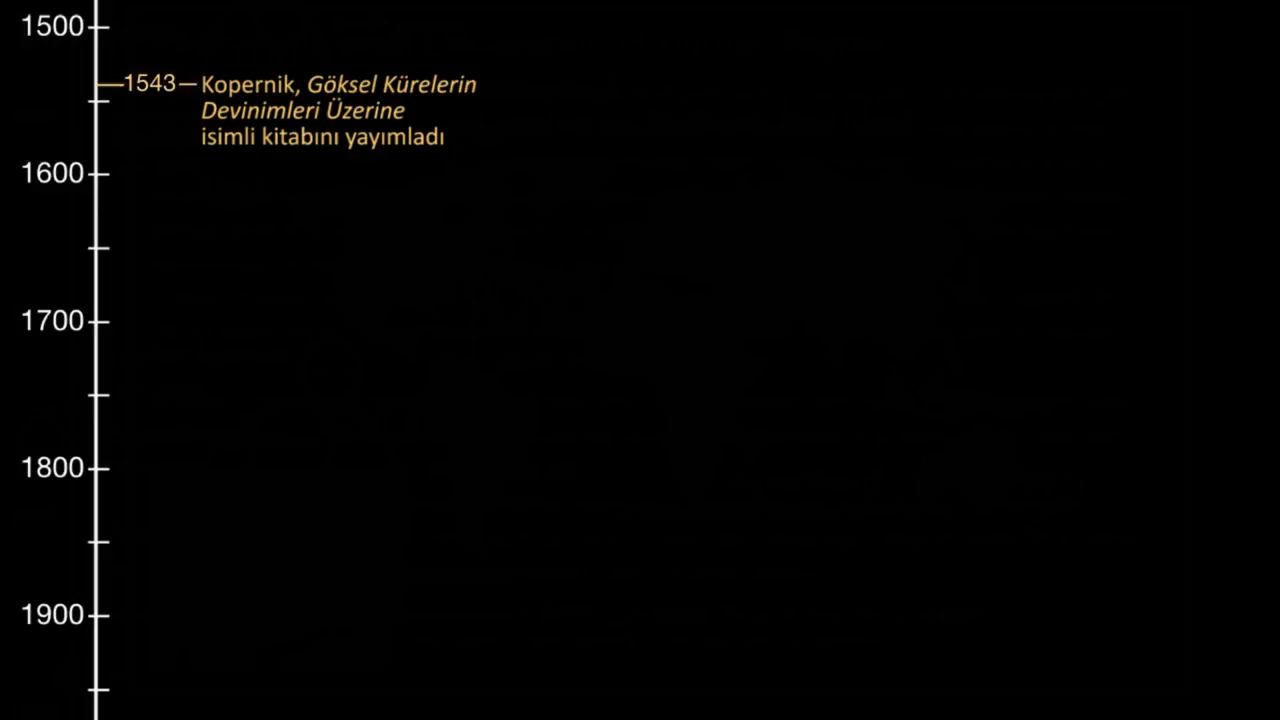 1500
1543 Kopernik, Göksel Kürelerin
Devinimleri Üzerine
isimli kitabını yayımladı
1600
1700
1800
1900